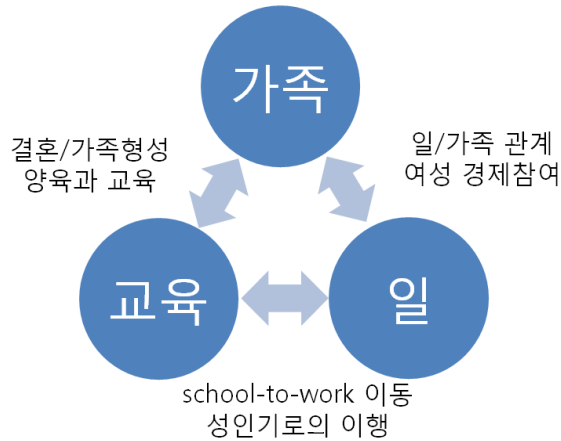 가족
결혼/가족형성
양육과 교육
일/가족 관계
여성 경제참여
교육
일
school-to-work 이동
성인기로의 이행